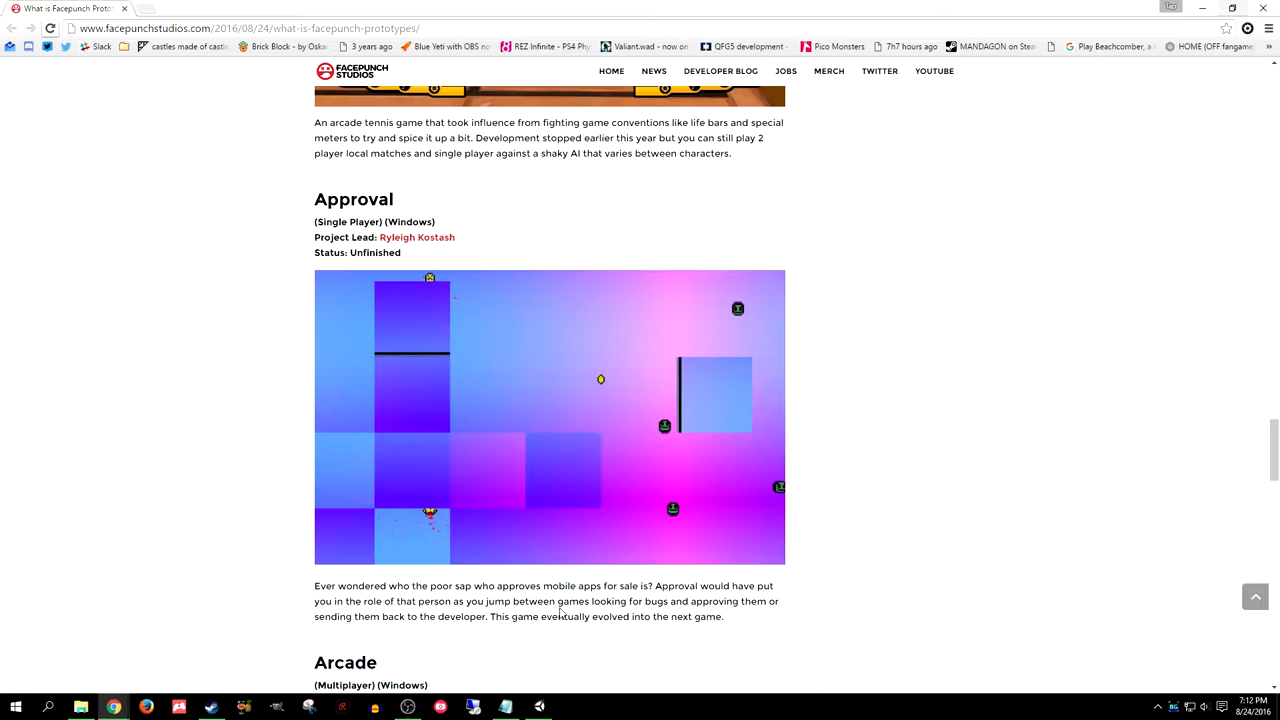 What is Facepunch Proto
www.facepunchstudios.com/2016/08/24/what-is-facepunch-prototypes/
Slack
castles made of castle
Brick Block - by Oska
3 years ago
Blue Yeti with OBS no
REZ Infinite - PS4 Ph
Valiant.wad - now on
QFG5 development -
Pico Monsters
7h7 hours ago
MANDAGON on Stea
Play Beachcomber, a
HOME (OFF fangame
FACEPUNCH STUDIOS
HOME
NEWS
DEVELOPER BLOG
JOBS
MERCH
TWITTER
YOUTUBE
An arcade tennis game that took influence from fighting game conventions like life bars and special
meters to try and spice it up a bit. Development stopped earlier this year but you can still play 2
player local matches and single player against a shaky AI that varies between characters.
Approval
(Single Player) (Windows)
Project Lead: Ryleigh Kostash
Status: Unfinished
Ever wondered who the poor sap who approves mobile apps for sale is? Approval would have put
you in the role of that person as you jump between games looking for bugs and approving them or
sending them back to the developer. This game eventually evolved into the next game.
Arcade
(Multiplayer) (Windows)
7:12 PM
8/24/2016